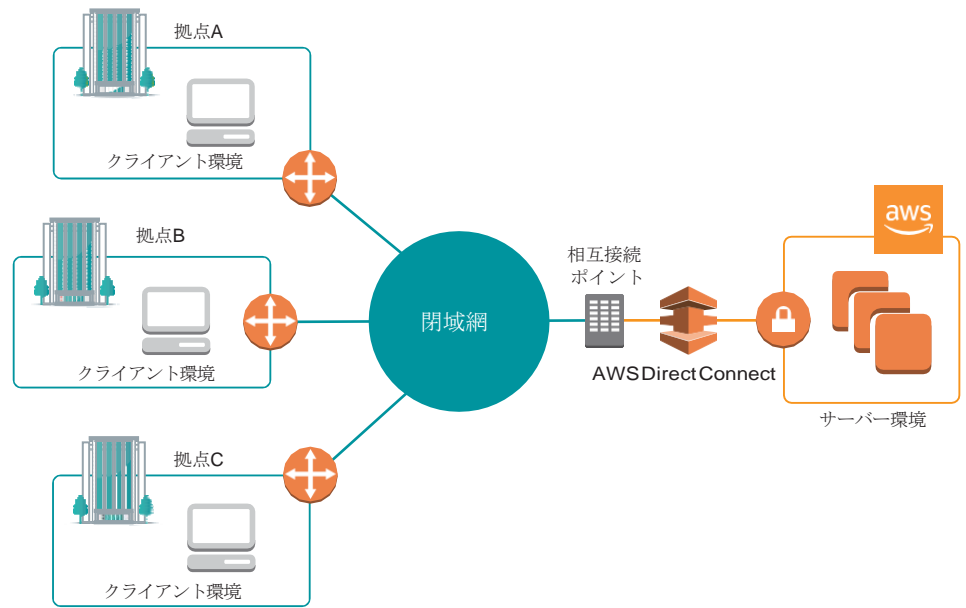 拠点A
クライアント環境
拠点B
クライアント環境
拠点C
クライアント環境
閉域網
相互接続
ポイント
AWS Direct Connect
aws
サーバー環境